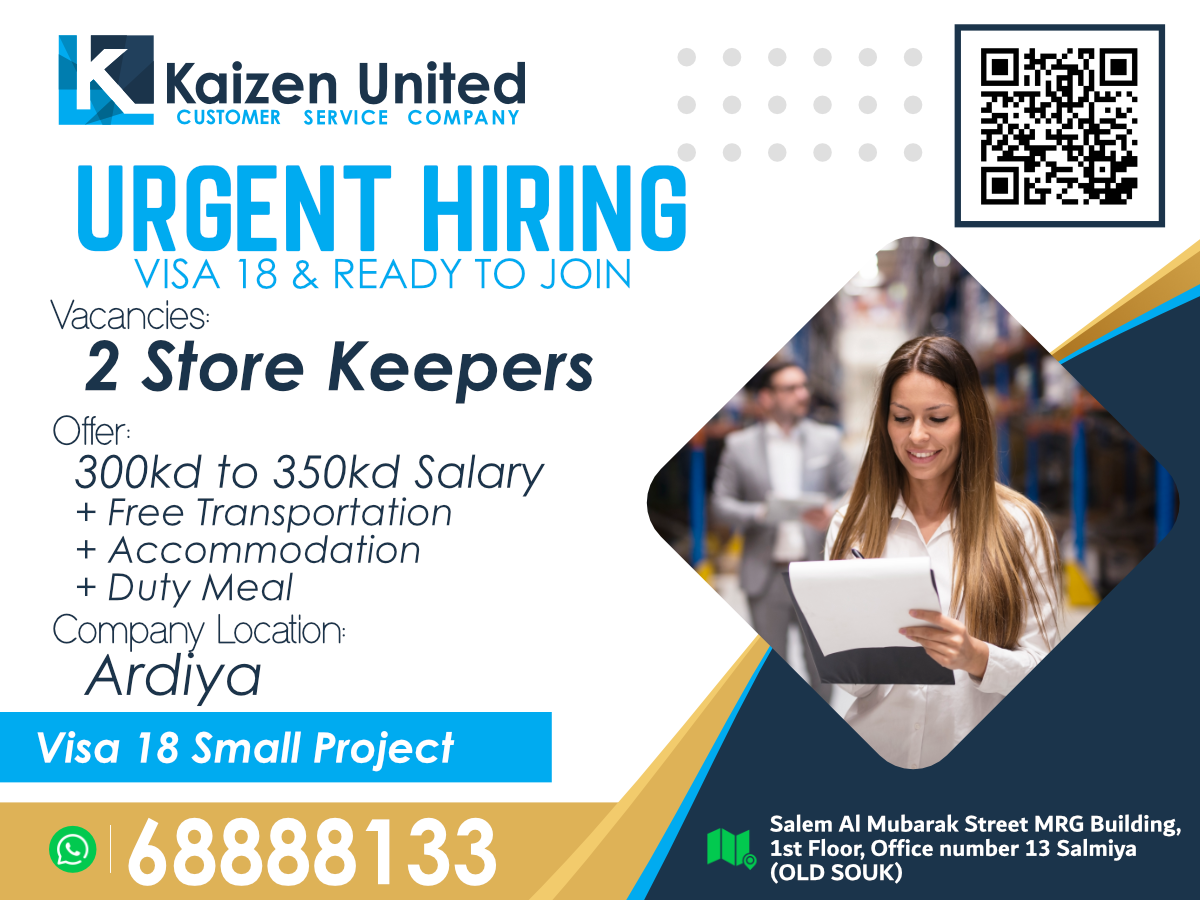 Kaizen United
CUSTOMER SERVICE COMPANY
URGENT HIRING
VISA 18 & READY TO JOIN
Vacancies:
2 Store Keepers
Offer:
300kd to 350kd Salary
+ Free Transportation
+ Accommodation
+ Duty Meal
Company Location:
Ardiya
Visa 18 Small Project
68888133
Salem Al Mubarak Street MRG Building,
1st Floor, Office number 13 Salmiya
(OLD SOUK)